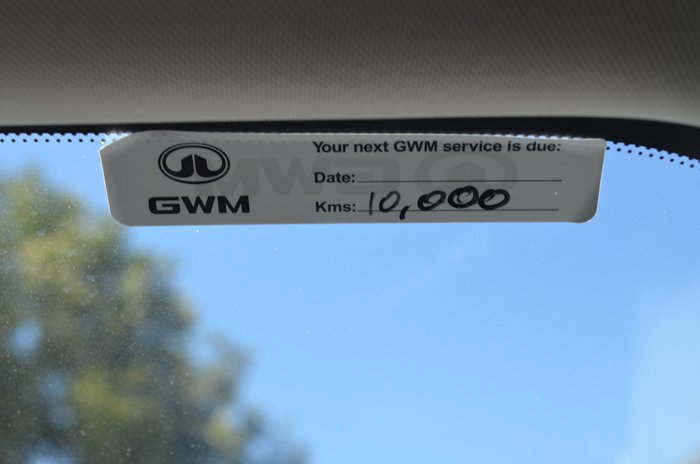 Your next GWM service is due:
Date:
GWM
Kms: 10,000